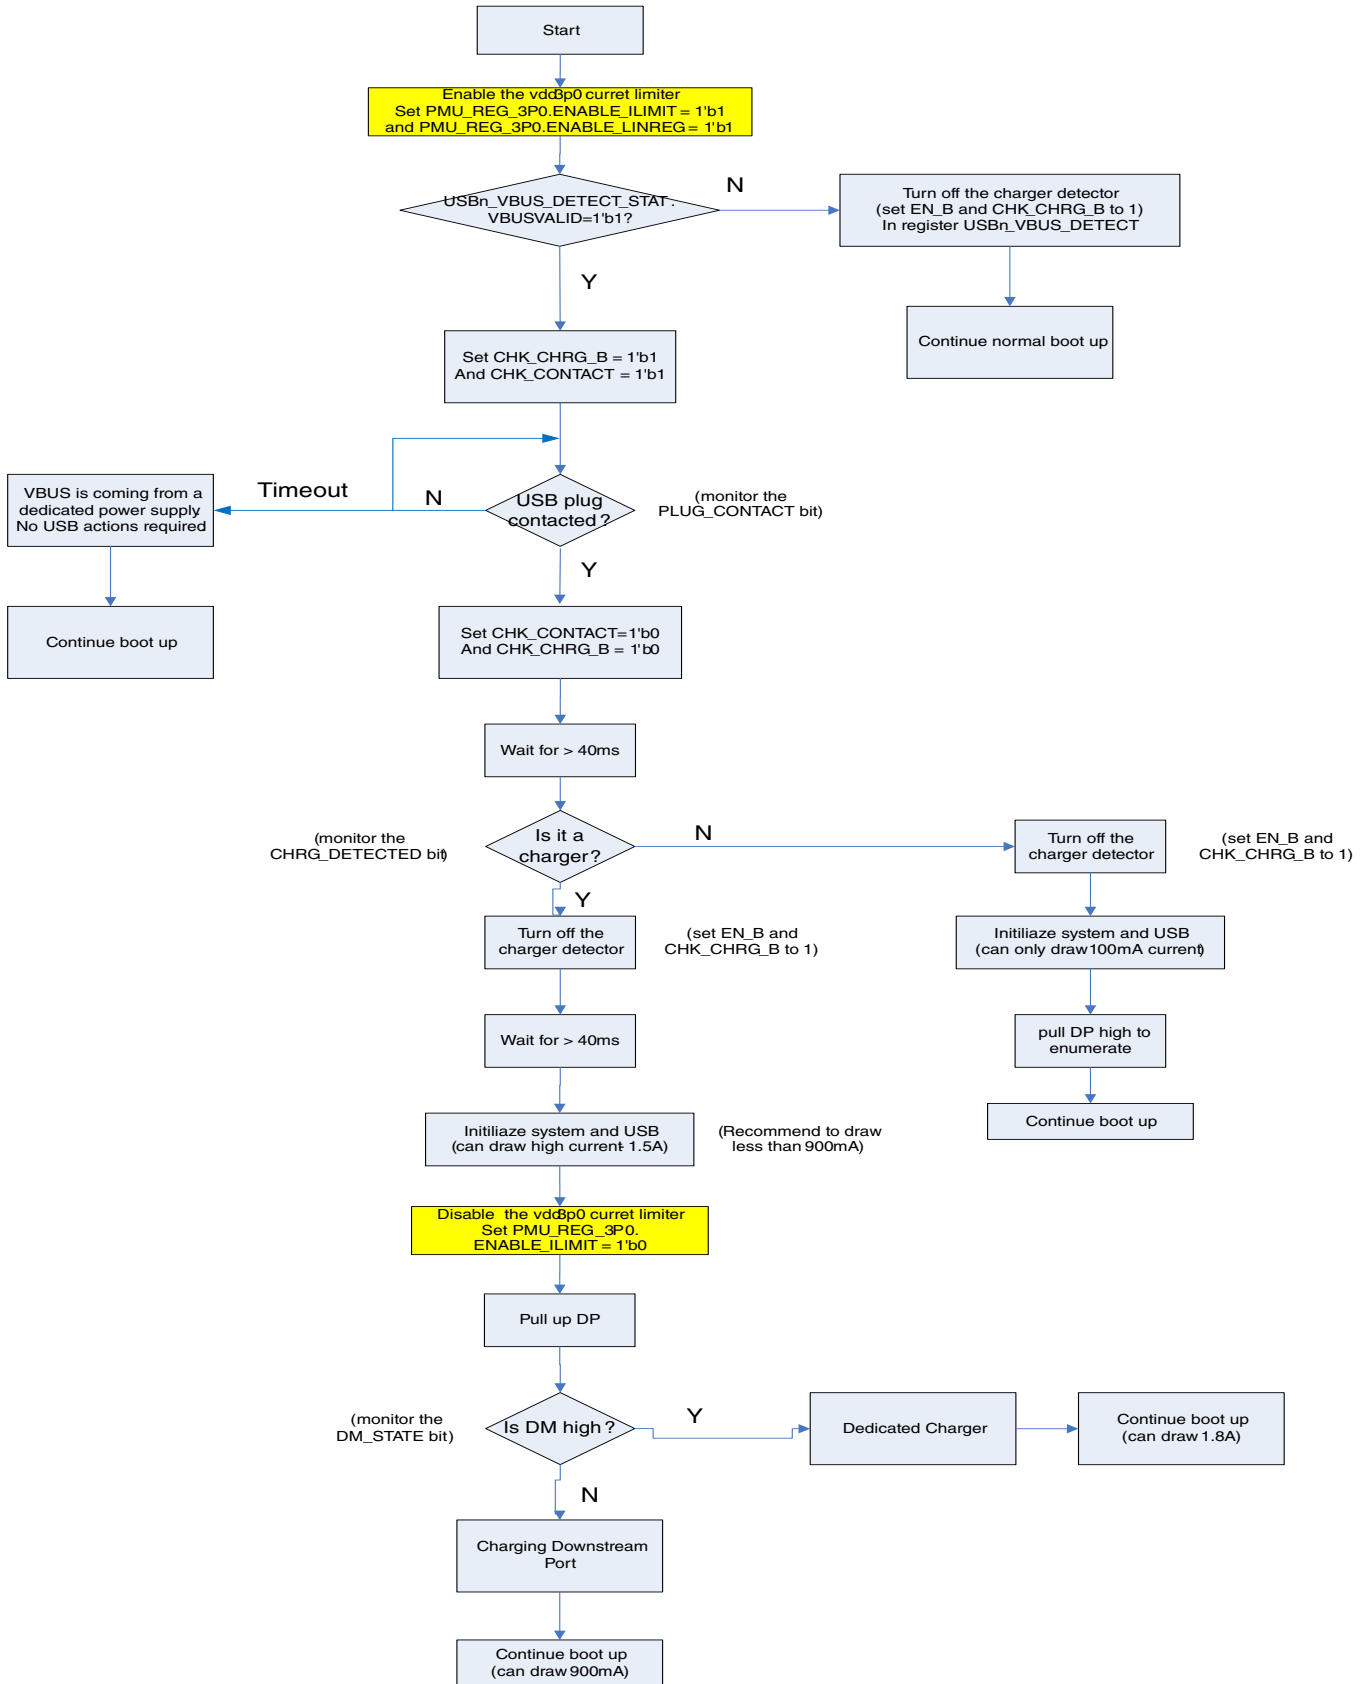 Start
Enable the vdd3p0 curret limiter
Set PMU_REG_3P0.ENABLE_ILIMIT = 1'b1
and PMU_REG_3P0.ENABLE_LINREG = 1'b1
USBn_VBUS_DETECT_STAT.
VBUSVALID=1'b1?
N
Turn off the charger detector
(set EN_B and CHK_CHRG_B to 1)
In register USBn_VBUS_DETECT
Y
Continue normal boot up
Set CHK_CHRG_B = 1'b1
And CHK_CONTACT = 1'b1
VBUS is coming from a
dedicated power supply.
No USB actions required
Timeout
N
USB plug
contacted?
(monitor the
PLUG_CONTACT bit)
Y
Continue boot up
Set CHK_CONTACT=1'b0
And CHK_CHRG_B = 1'b0
Wait for > 40ms
(monitor the
CHRG_DETECTED bit)
Is it a
charger?
N
Turn off the
charger detector
(set EN_B and
CHK_CHRG_B to 1)
Y
Turn off the
charger detector
(set EN_B and
CHK_CHRG_B to 1)
Initiliaze system and USB
(can only draw 100mA current)
Wait for > 40ms
pull DP high to
enumerate
Initiliaze system and USB
(can draw high current- 1.5A)
(Recommend to draw
less than 900mA)
Continue boot up
Disable the vdd3p0 curret limiter
Set PMU_REG_3P0.
ENABLE_ILIMIT = 1'b0
Pull up DP
(monitor the
DM_STATE bit)
Is DM high?
Y
Dedicated Charger
Continue boot up
(can draw 1.8A)
N
Charging Downstream
Port
Continue boot up
(can draw 900mA)